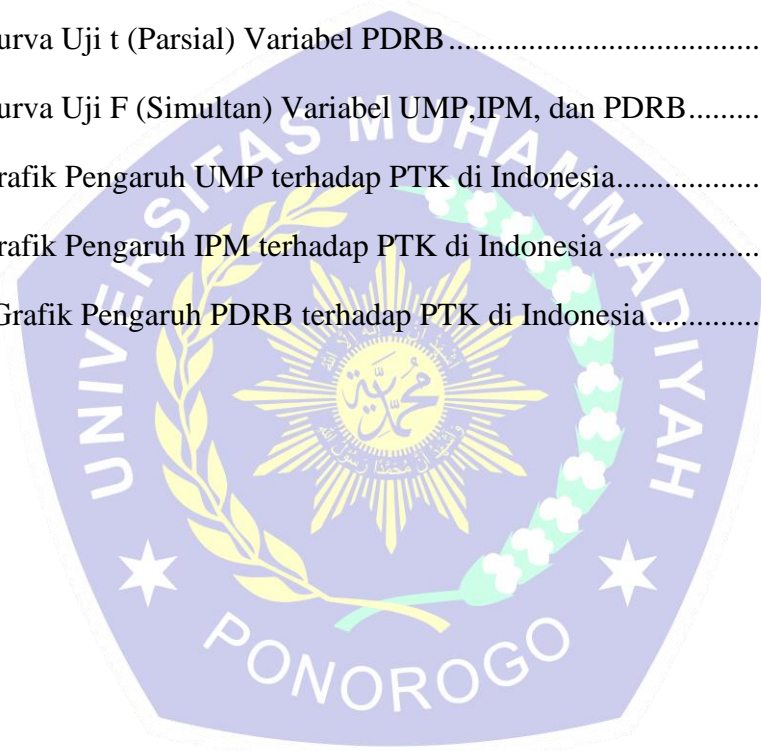 urva Uji t (Parsial) Variabel PDRB.................................................
urva Uji F (Simultan) Variabel UMP,IPM, dan PDRB.........
rafik Pengaruh UMP terhadap PTK di Indonesia..................
rafik Pengaruh IPM terhadap PTK di Indonesia...................
Grafik Pengaruh PDRB terhadap PTK di Indonesia..............
UNIVERSITAS MUHAMMADIYAH
محمدية
PONOROGO